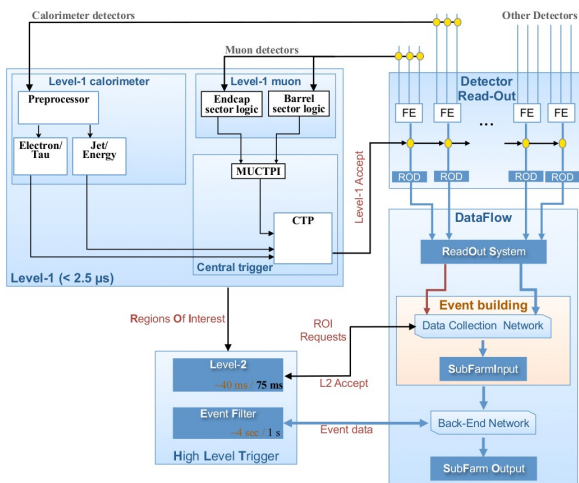 Calorimeter detectors
Other Detectors
Muon detectors
Level-1 calorimeter
Preprocessor
Electron/
Tau
Jet/
Energy
Level-1 muon
Endcap
sector logic
Barrel
sector logic
MUCTPI
CTP
Central trigger
Level-1 (< 2.5 µs)
Level-1 Accept
Detector
Read-Out
FE
FE
FE
FE
...
ROD
ROD
ROD
ROD
DataFlow
ReadOut System
Event building
Data Collection Network
SubFarmInput
Back-End Network
SubFarm Output
Regions Of Interest
ROI
Requests
L2 Accept
Event data
Level-2
~40 ms / 75 ms
Event Filter
~4 sec / 1 s
High Level Trigger